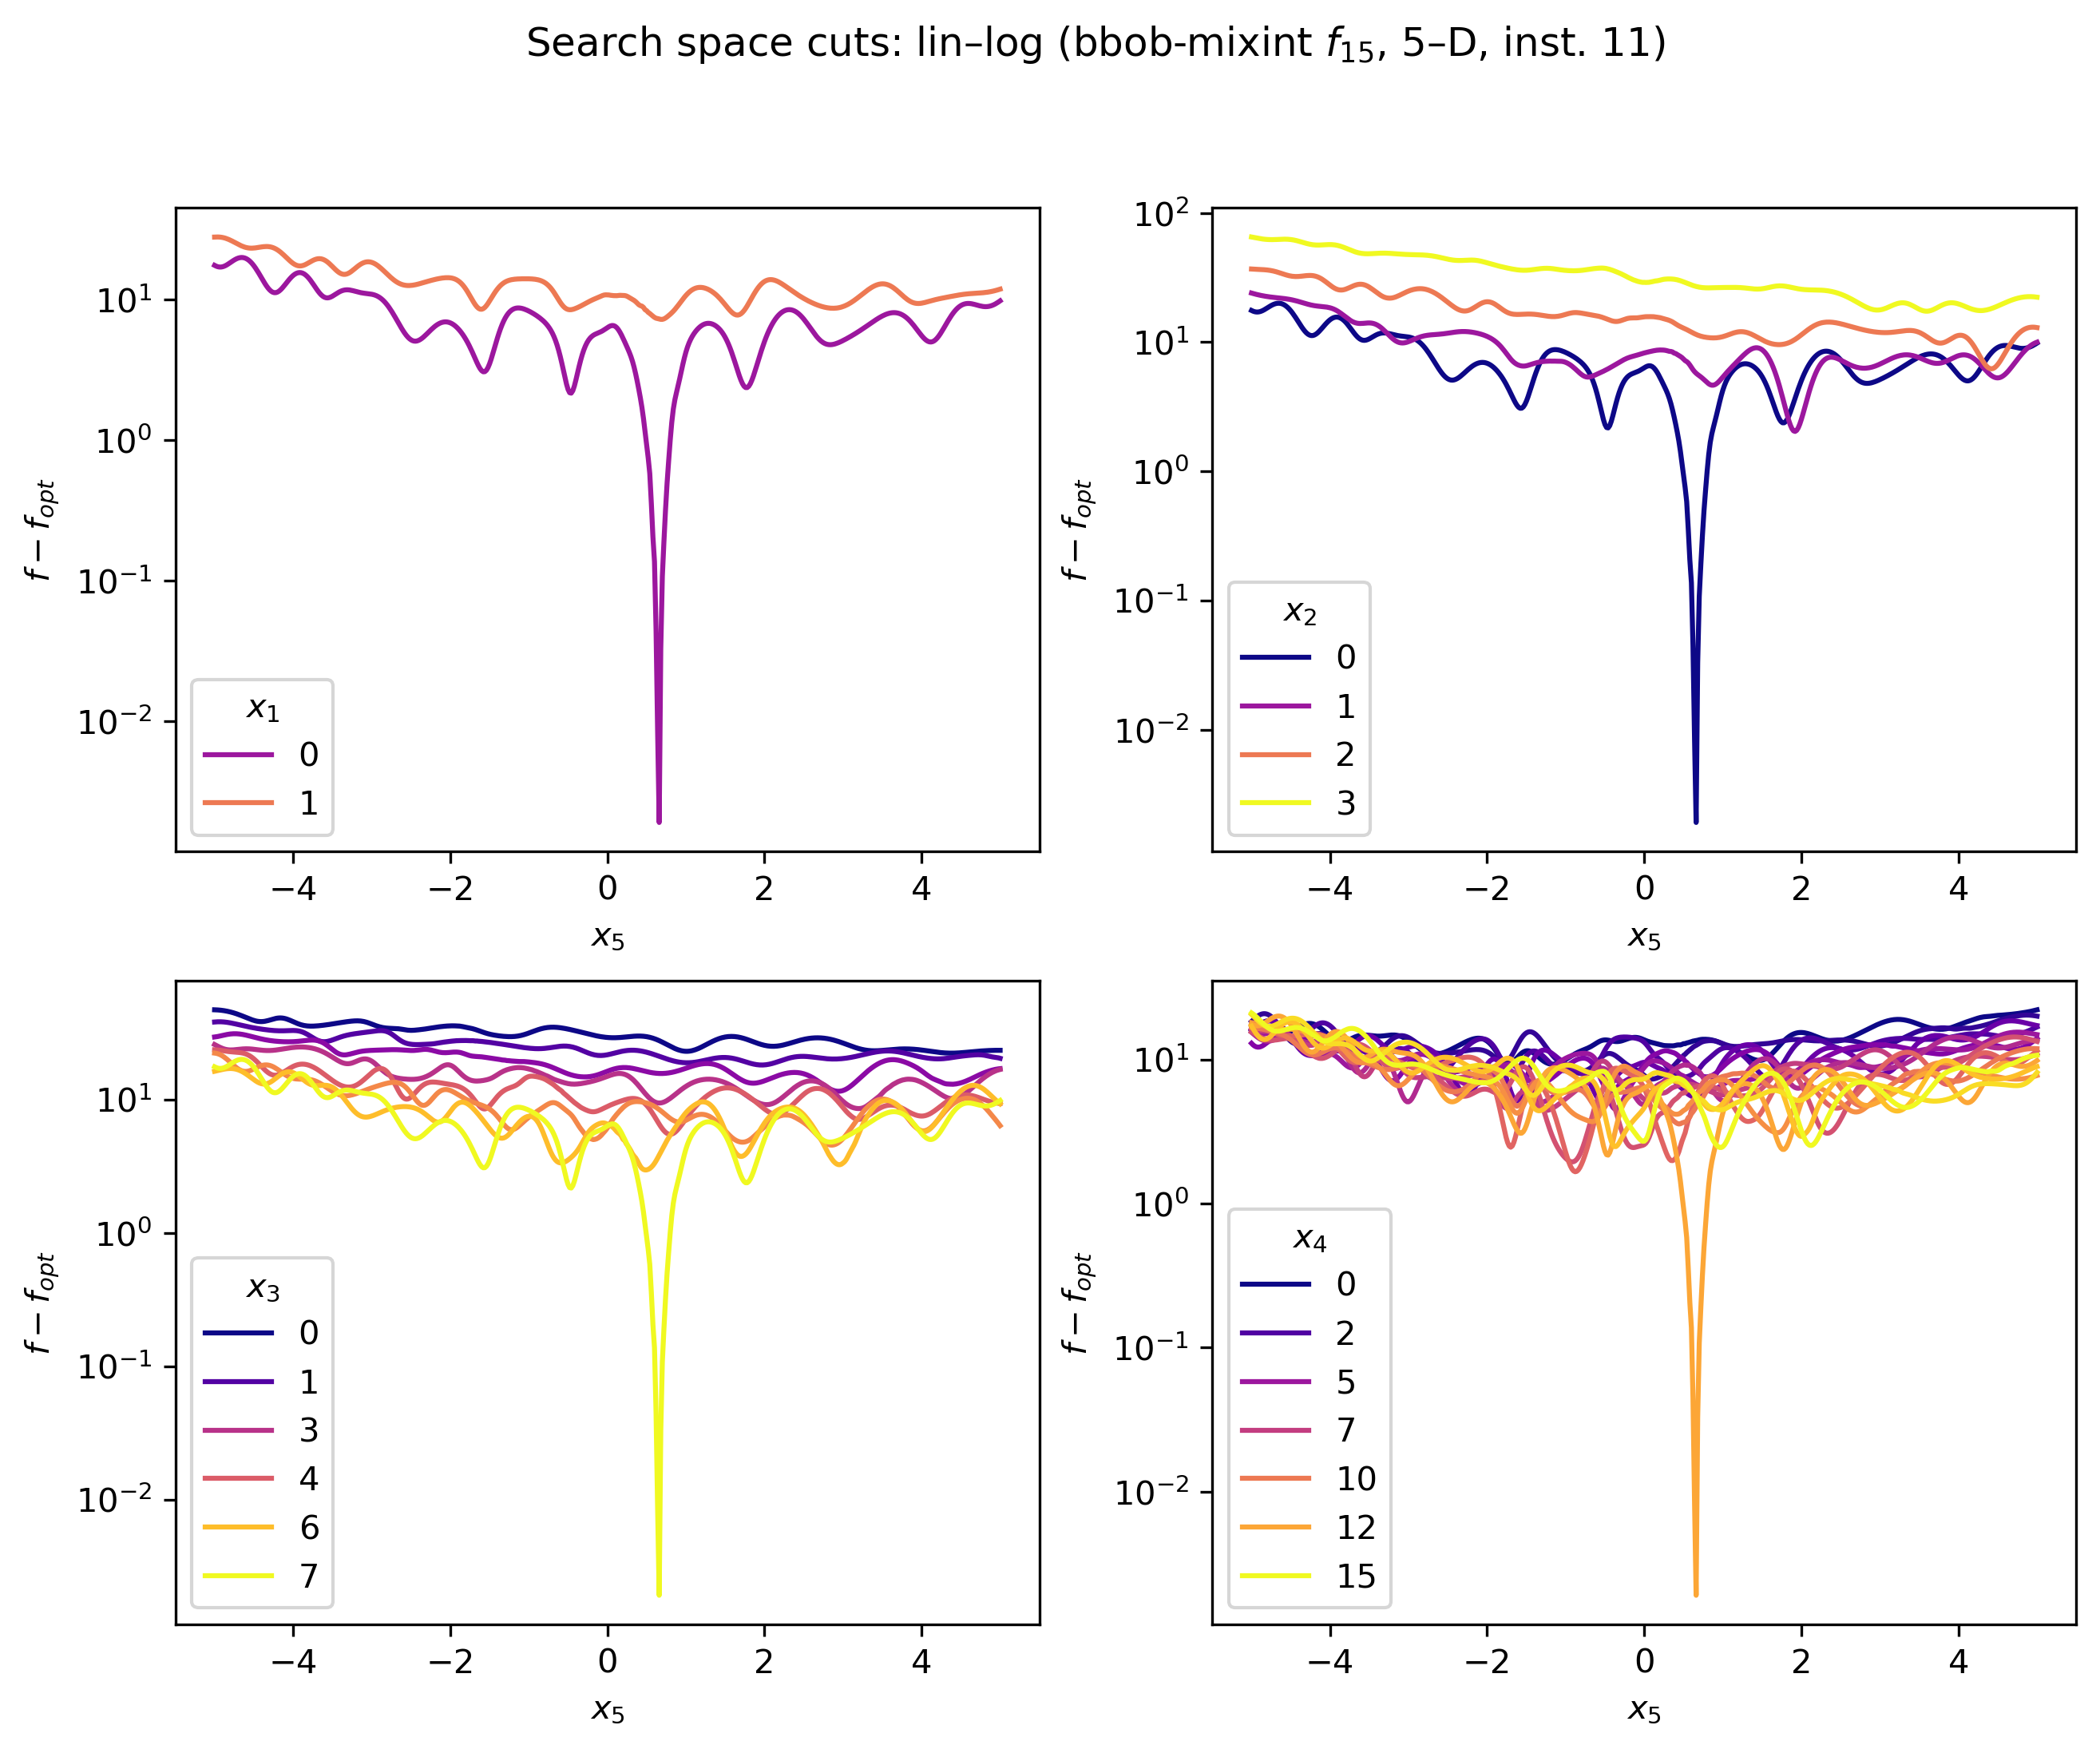 Search space cuts: lin–log (bbob-mixint f15, 5–D, inst. 11)
10^1
10^0
10^−1
10^−2
f − fopt
x1
0
1
−4 −2 0 2 4
x5
10^2
10^1
10^0
10^−1
10^−2
f − fopt
x2
0
1
2
3
−4 −2 0 2 4
x5
10^1
10^0
10^−1
10^−2
f − fopt
x3
0
1
3
4
6
7
−4 −2 0 2 4
x5
10^1
10^0
10^−1
10^−2
f − fopt
x4
0
2
5
7
10
12
15
−4 −2 0 2 4
x5